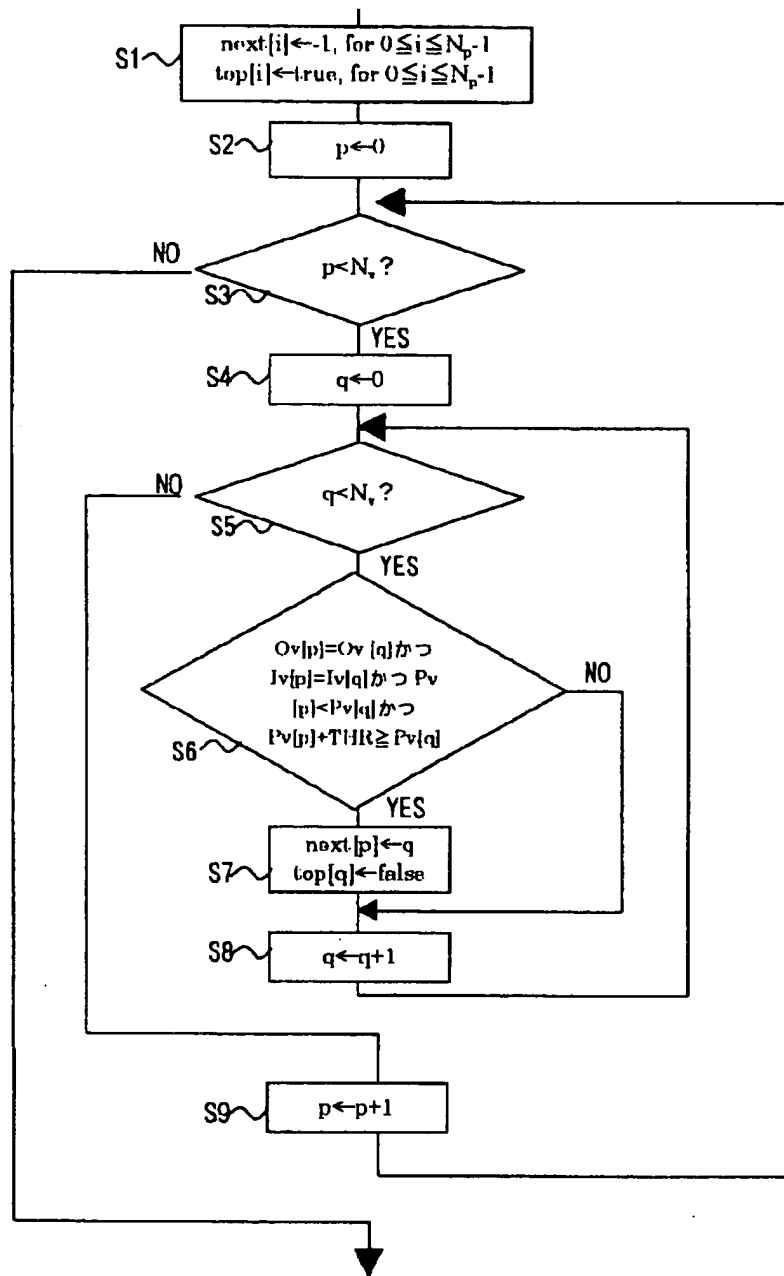 S1
next[i]←-1, for 0≦i≦Np-1
top[i]←true, for 0≦i≦Np-1
S2
p←0
NO
p<Nv?
S3
YES
S4
q←0
NO
q<Nv?
S5
YES
Ov[p]=Ov[q]かつ
Iv[p]=Iv[q]かつ Pv
[p]<Pv[q]かつ
Pv[p]+THR≧Pv[q]
NO
S6
YES
next[p]←q
top[q]←false
S7
S8
q←q+1
S9
p←p+1